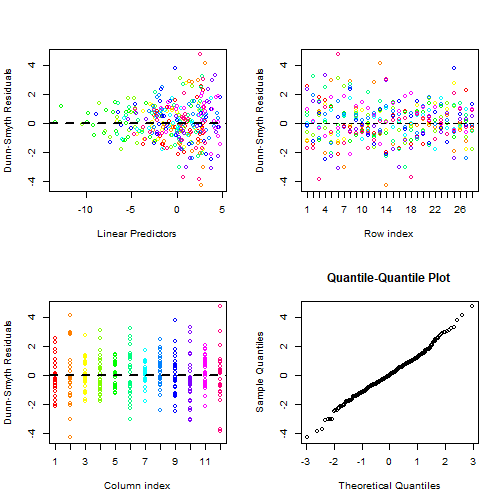 Dunn-Smyth Residuals
4
2
0
-2
-4
-10 -5 0 5
Linear Predictors
Dunn-Smyth Residuals
4
2
0
-2
-4
1 4 7 10 14 18 22 26
Row index
Dunn-Smyth Residuals
4
2
0
-2
-4
1 3 5 7 9 11
Column index
Quantile-Quantile Plot
Sample Quantiles
4
2
0
-2
-4
-3 -2 -1 0 1 2 3
Theoretical Quantiles